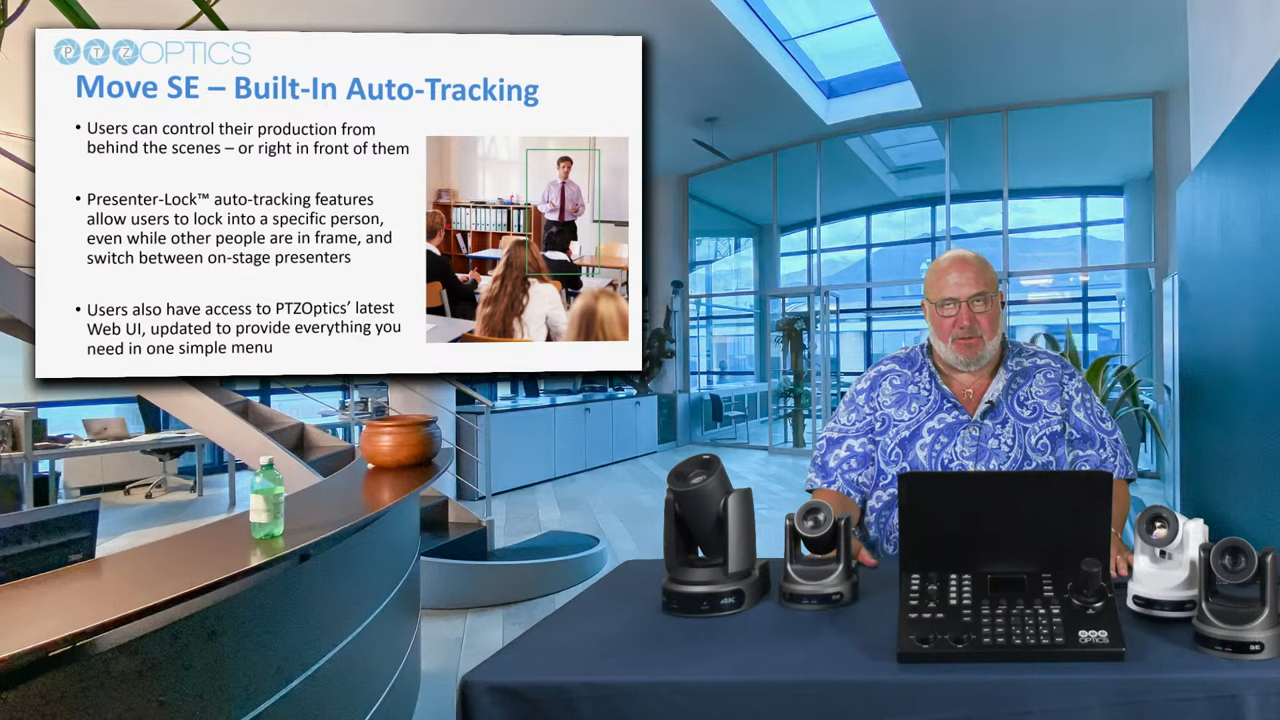 PTZOPTICS
Move SE – Built-In Auto-Tracking
• Users can control their production from
behind the scenes – or right in front of them
• Presenter-Lock™ auto-tracking features
allow users to lock into a specific person,
even while other people are in frame, and
switch between on-stage presenters
• Users also have access to PTZOptics’ latest
Web UI, updated to provide everything you
need in one simple menu
4K
PTZ
OPTICS
SE